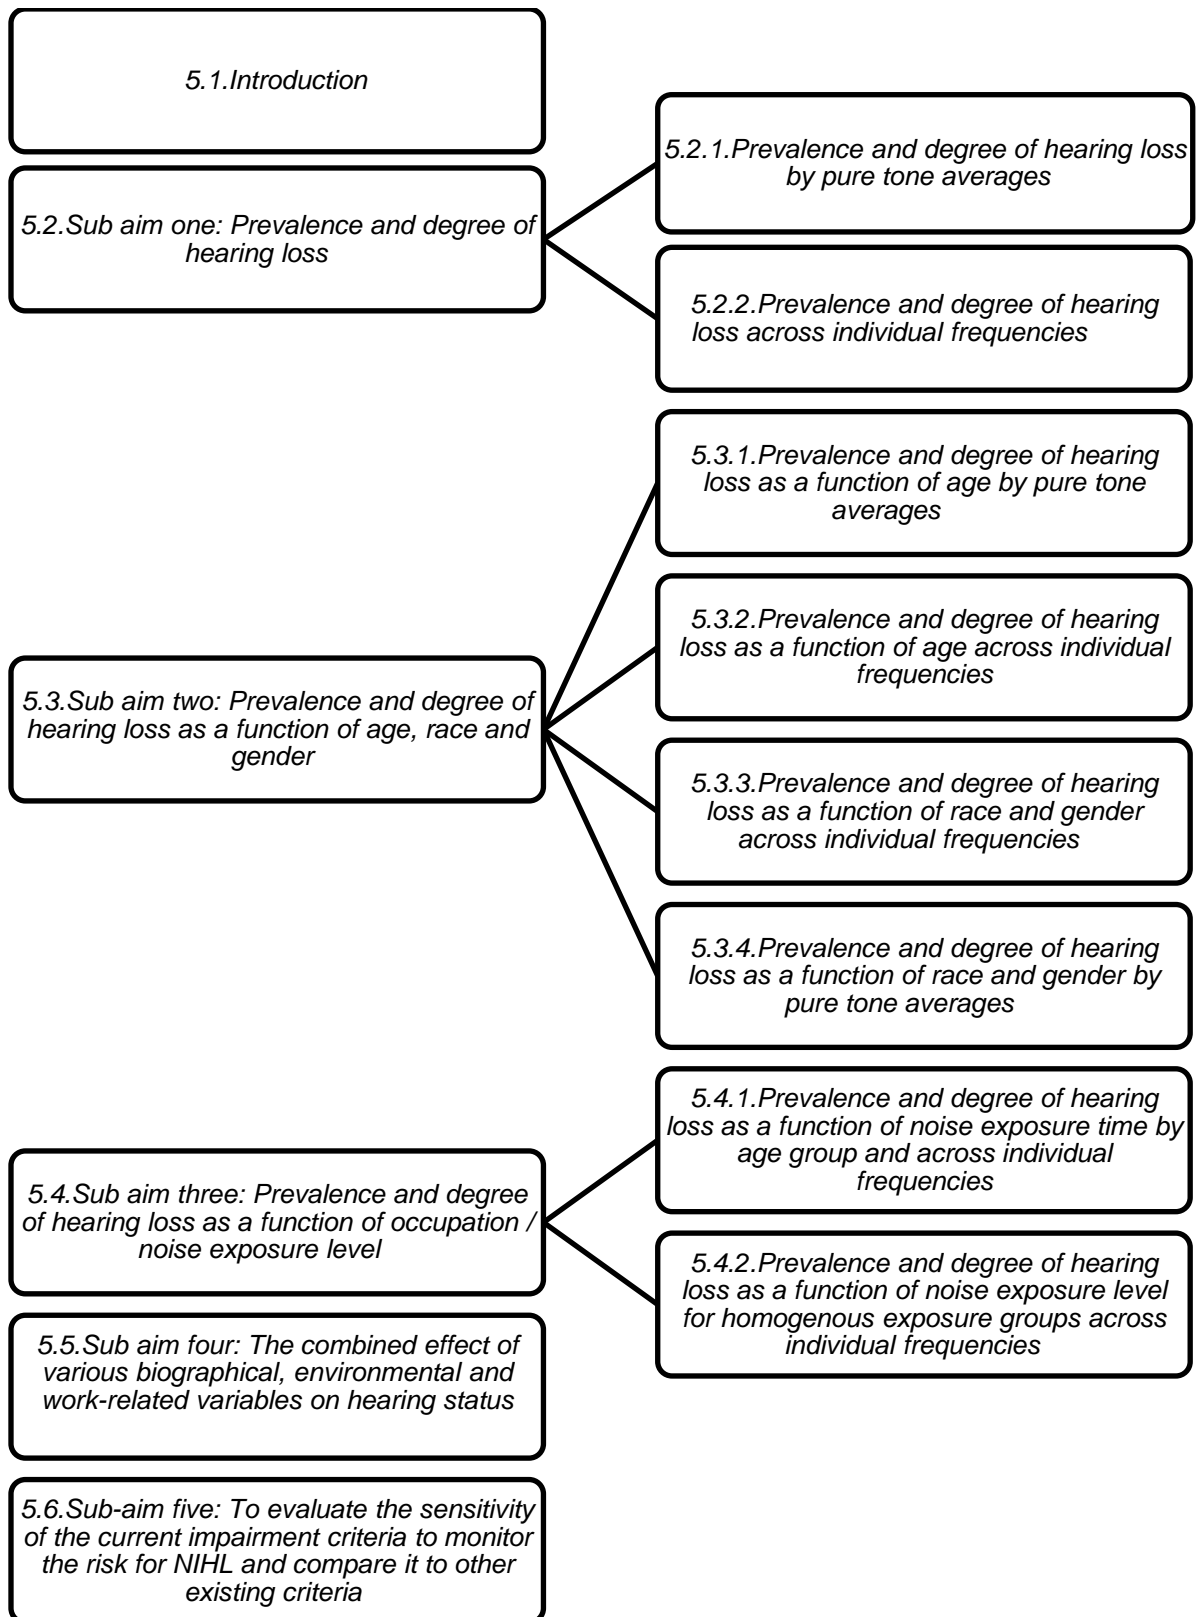 5.1.Introduction
5.2.Sub aim one: Prevalence and degree of
hearing loss
5.2.1.Prevalence and degree of hearing loss
by pure tone averages
5.2.2.Prevalence and degree of hearing
loss across individual frequencies
5.3.Sub aim two: Prevalence and degree of
hearing loss as a function of age, race and
gender
5.3.1.Prevalence and degree of hearing
loss as a function of age by pure tone
averages
5.3.2.Prevalence and degree of hearing
loss as a function of age across individual
frequencies
5.3.3.Prevalence and degree of hearing
loss as a function of race and gender
across individual frequencies
5.3.4.Prevalence and degree of hearing
loss as a function of race and gender by
pure tone averages
5.4.Sub aim three: Prevalence and degree
of hearing loss as a function of occupation /
noise exposure level
5.4.1.Prevalence and degree of hearing
loss as a function of noise exposure time by
age group and across individual
frequencies
5.4.2.Prevalence and degree of hearing
loss as a function of noise exposure level
for homogenous exposure groups across
individual frequencies
5.5.Sub aim four: The combined effect of
various biographical, environmental and
work-related variables on hearing status
5.6.Sub-aim five: To evaluate the sensitivity
of the current impairment criteria to monitor
the risk for NIHL and compare it to other
existing criteria